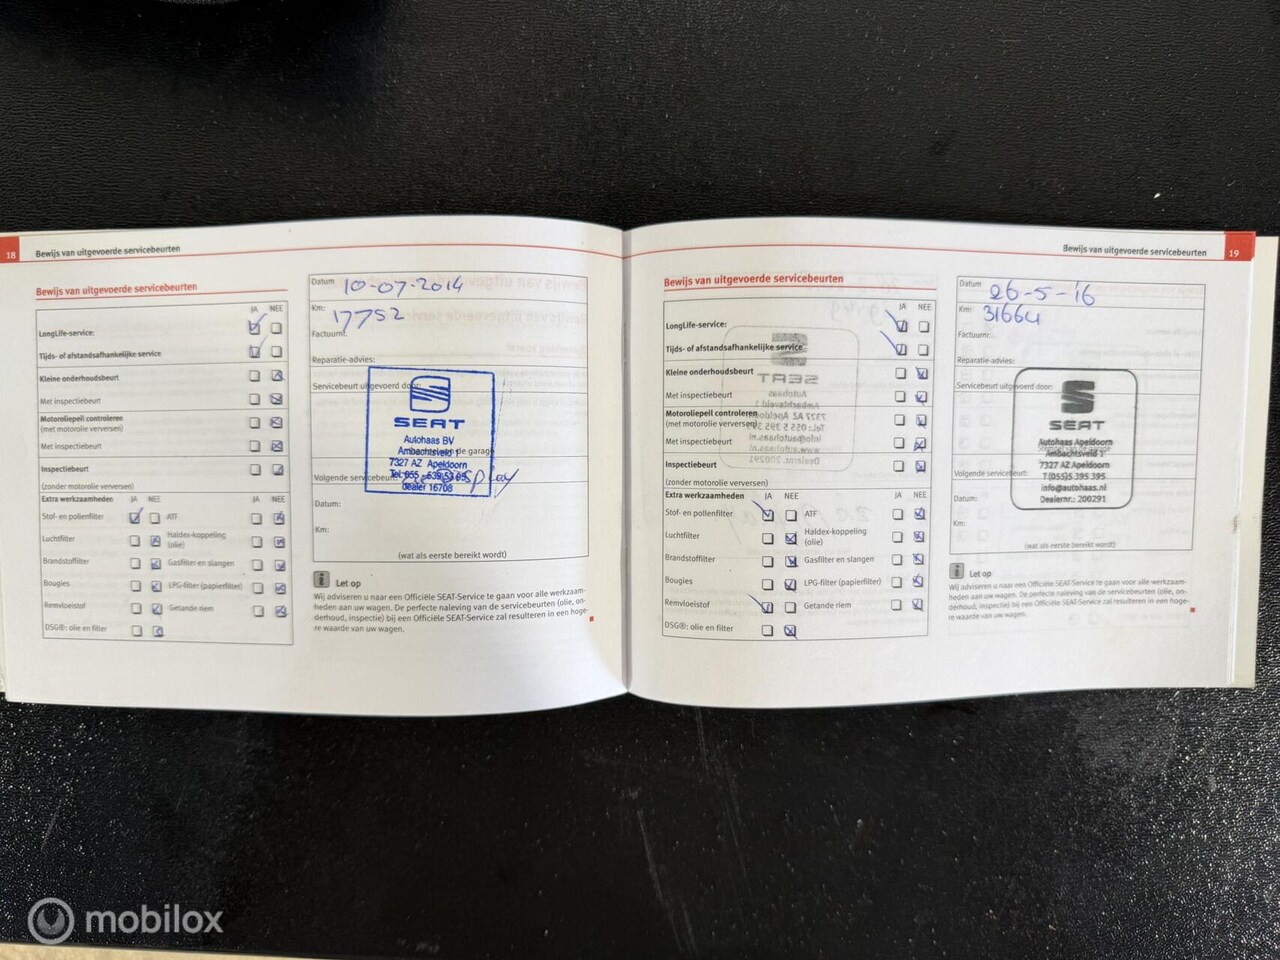 18
Bewijs van uitgevoerde servicebeurten
Bewijs van uitgevoerde servicebeurten
JA NEE
LongLife-service:
Tijds- of afstandsafhankelijke service
Kleine onderhoudsbeurt
Met inspectiebeurt
Motoroliepeil controleren
(met motorolie verversen)
Met inspectiebeurt
Inspectiebeurt
(zonder motorolie verversen)
Extra werkzaamheden JA NEE JA NEE
Stof- en pollenfilter ATF
Luchtfilter Haldex-koppeling
(olie)
Brandstoffilter Gasfilter en slangen
Bougies LPG-filter (papierfilter)
Remvloeistof Getande riem
DSG®: olie en filter
Datum 10-07-2014
Km: 17752
Factuurnr.
Reparatie-advies:
Servicebeurt uitgevoerd door:
SEAT
Autohaas BV
Ambachtsveld 1
de garage
7327 AZ Apeldoorn
Tel. 055 -
dealer 16708
Volgende servicebeurt:
Datum:
Km:
(wat als eerste bereikt wordt)
Let op
Wij adviseren u naar een Officiële SEAT-Service te gaan voor alle werkzaam-
heden aan uw wagen. De perfecte naleving van de servicebeurten (olie, on-
derhoud, inspectie) bij een Officiële SEAT-Service zal resulteren in een hoge-
re waarde van uw wagen.
Bewijs van uitgevoerde servicebeurten
19
Bewijs van uitgevoerde servicebeurten
JA NEE
LongLife-service:
Tijds- of afstandsafhankelijke service
Kleine onderhoudsbeurt
Met inspectiebeurt
Motoroliepeil controleren
(met motorolie verversen)
Met inspectiebeurt
Inspectiebeurt
(zonder motorolie verversen)
Extra werkzaamheden JA NEE JA NEE
Stof- en pollenfilter ATF
Luchtfilter Haldex-koppeling
(olie)
Brandstoffilter Gasfilter en slangen
Bougies LPG-filter (papierfilter)
Remvloeistof Getande riem
DSG®: olie en filter
Datum 26-5-'16
Km: 31664
Factuurnr.:
Reparatie-advies:
Servicebeurt uitgevoerd door:
SEAT
Autohaas Apeldoorn
Ambachtsveld 1
7327 AZ Apeldoorn
T (055)5 395 395
info@autohaas.nl
Dealernr.: 200291
Volgende servicebeurt:
Datum:
Km:
(wat als eerste bereikt wordt)
Let op
Wij adviseren u naar een Officiële SEAT-Service te gaan voor alle werkzaam-
heden aan uw wagen. De perfecte naleving van de servicebeurten (olie, on-
derhoud, inspectie) bij een Officiële SEAT-Service zal resulteren in een hoge-
re waarde van uw wagen.
mobilox